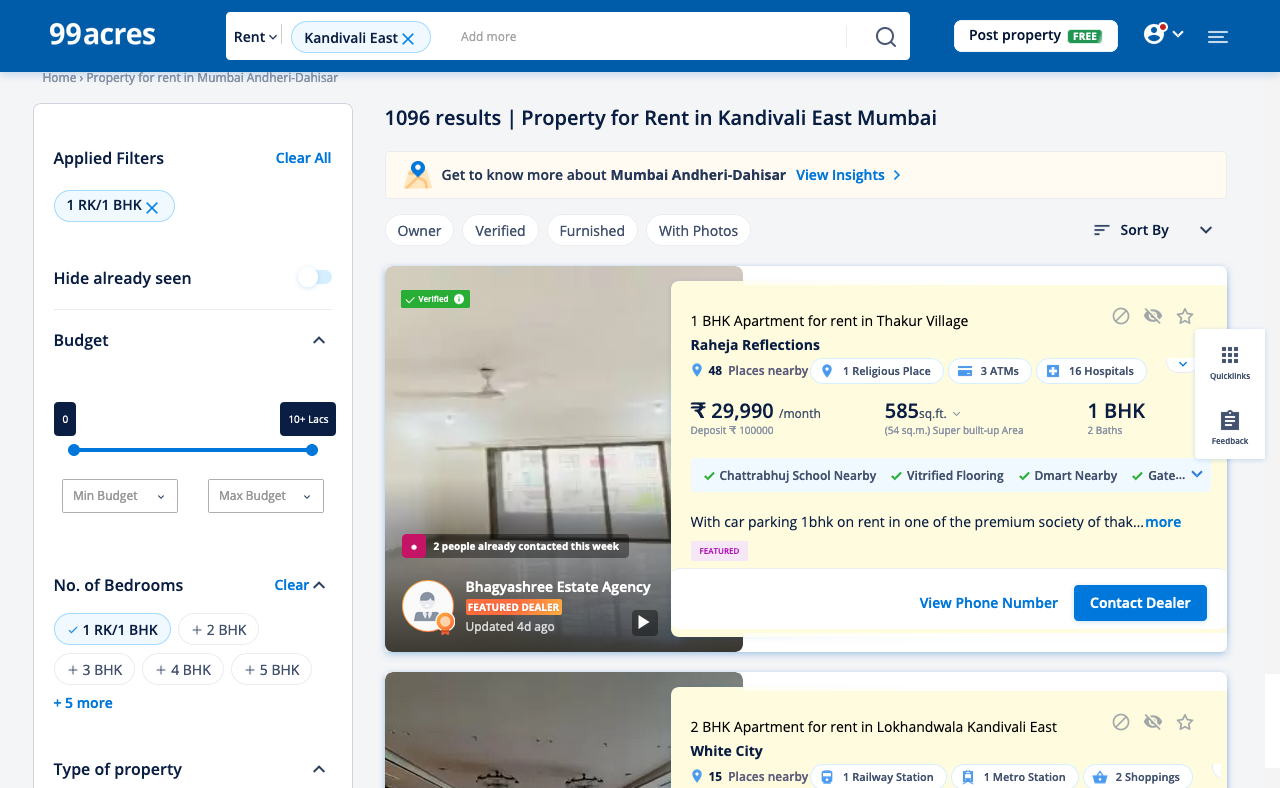 99acres
Rent
Kandivali East
Add more
Post property FREE
Home › Property for rent in Mumbai Andheri-Dahisar
Applied Filters
Clear All
1 RK/1 BHK
Hide already seen
Budget
0
10+ Lacs
Min Budget
Max Budget
No. of Bedrooms
Clear
1 RK/1 BHK
+ 2 BHK
+ 3 BHK
+ 4 BHK
+ 5 BHK
+ 5 more
Type of property
1096 results | Property for Rent in Kandivali East Mumbai
Get to know more about Mumbai Andheri-Dahisar View Insights
Owner
Verified
Furnished
With Photos
Sort By
Verified
2 people already contacted this week
Bhagyashree Estate Agency
FEATURED DEALER
Updated 4d ago
1 BHK Apartment for rent in Thakur Village
Raheja Reflections
48 Places nearby
1 Religious Place
3 ATMs
16 Hospitals
₹ 29,990 /month
Deposit ₹ 100000
585 sq.ft.
(54 sq.m.) Super built-up Area
1 BHK
2 Baths
Chattrabhuj School Nearby
Vitrified Flooring
Dmart Nearby
Gate...
With car parking 1bhk on rent in one of the premium society of thak...more
FEATURED
View Phone Number
Contact Dealer
Quicklinks
Feedback
2 BHK Apartment for rent in Lokhandwala Kandivali East
White City
15 Places nearby
1 Railway Station
1 Metro Station
2 Shoppings